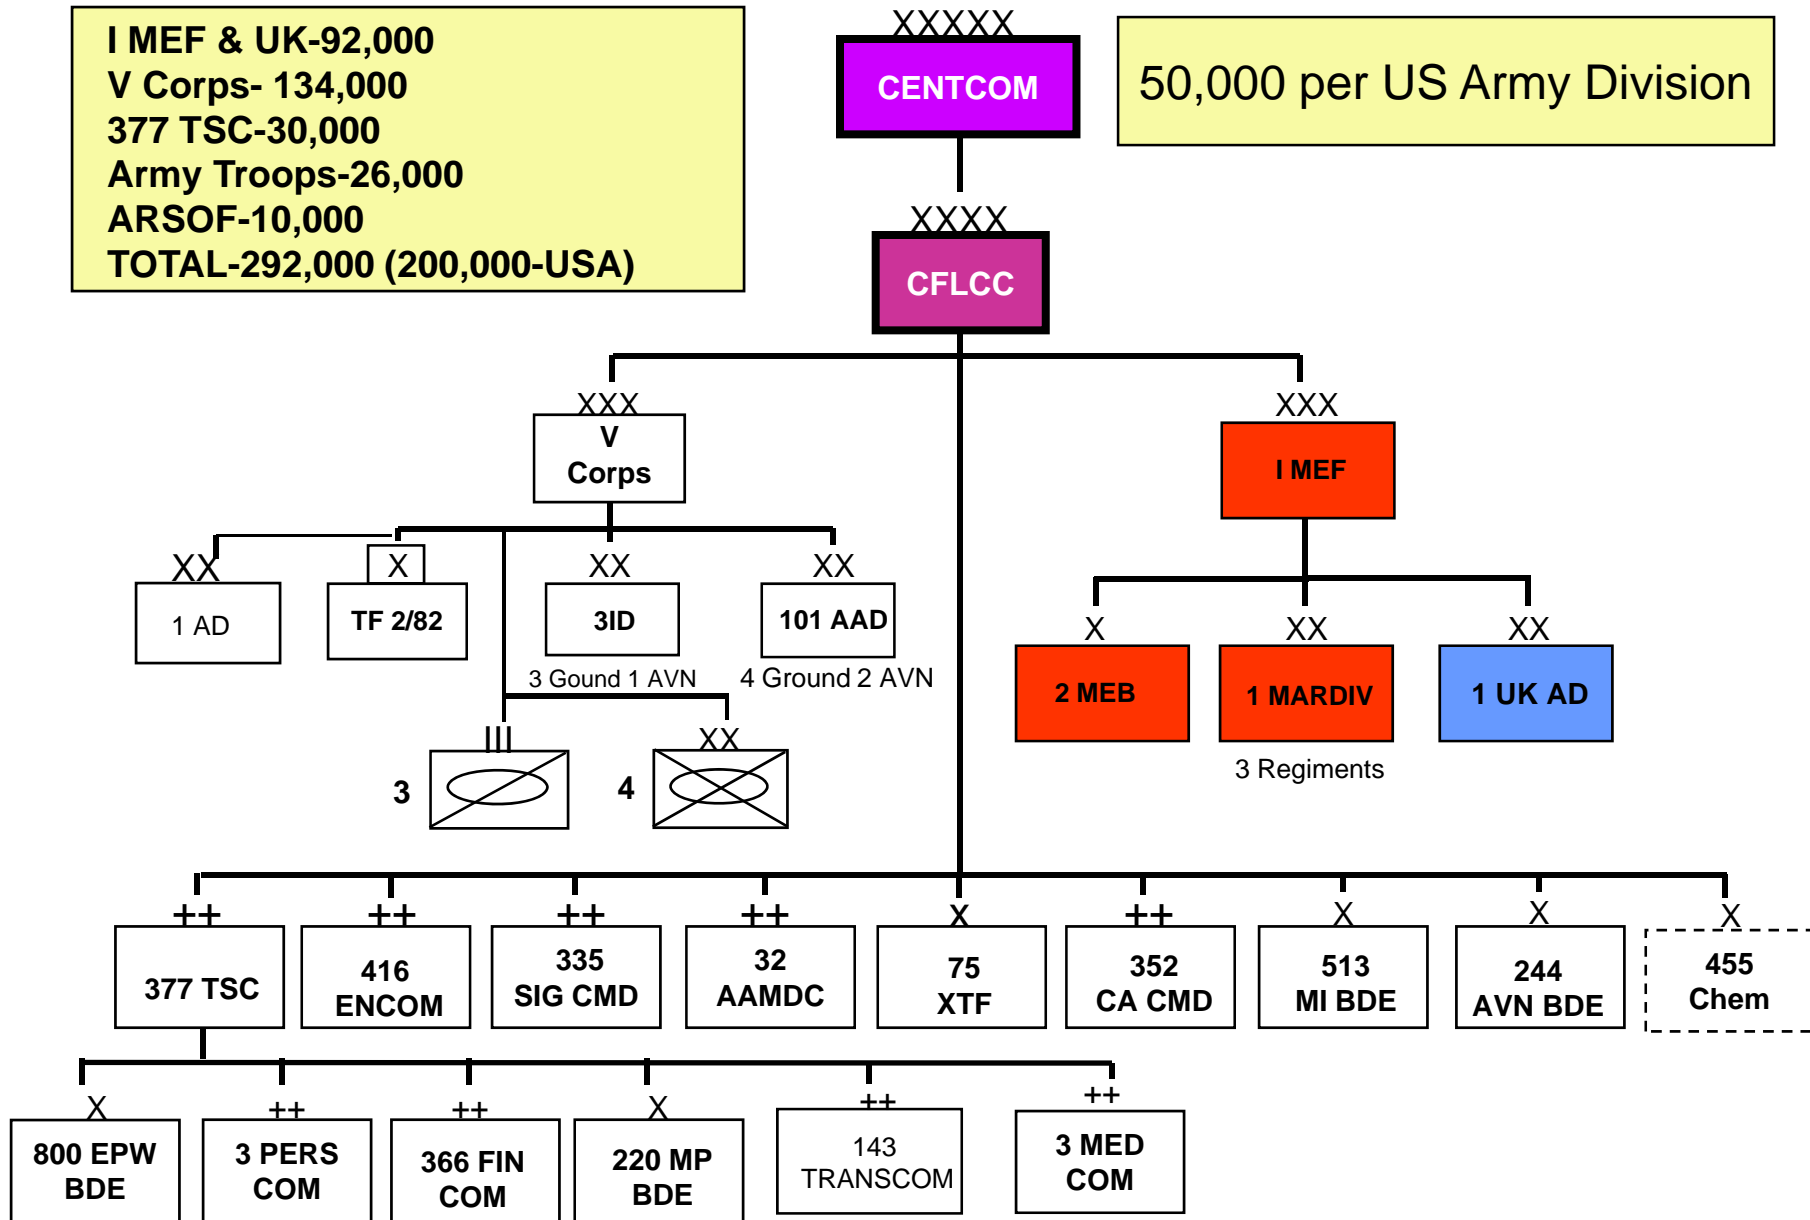 I MEF & UK-92,000
V Corps- 134,000
377 TSC-30,000
Army Troops-26,000
ARSOF-10,000
TOTAL-292,000 (200,000-USA)
XXXXX
CENTCOM
50,000 per US Army Division
XXXX
CFLCC
XXX
V
Corps
XXX
I MEF
XX
1 AD
X
TF 2/82
XX
3ID
3 Gound 1 AVN
XX
101 AAD
4 Ground 2 AVN
X
2 MEB
XX
1 MARDIV
3 Regiments
XX
1 UK AD
III
3
XX
4
++
377 TSC
++
416
ENCOM
++
335
SIG CMD
++
32
AAMDC
X
75
XTF
++
352
CA CMD
X
513
MI BDE
X
244
AVN BDE
X
455
Chem
X
800 EPW
BDE
++
3 PERS
COM
++
366 FIN
COM
X
220 MP
BDE
++
143
TRANSCOM
++
3 MED
COM